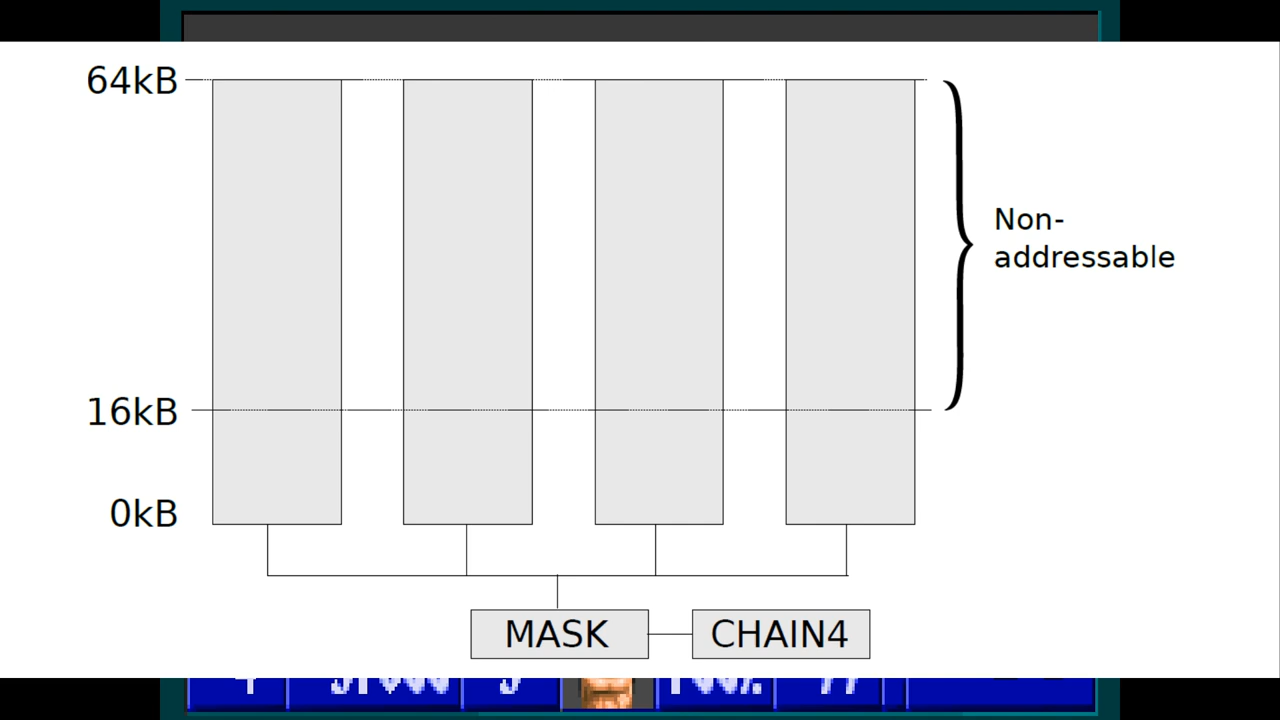 64kB
Non-
addressable
16kB
0kB
MASK
CHAIN4